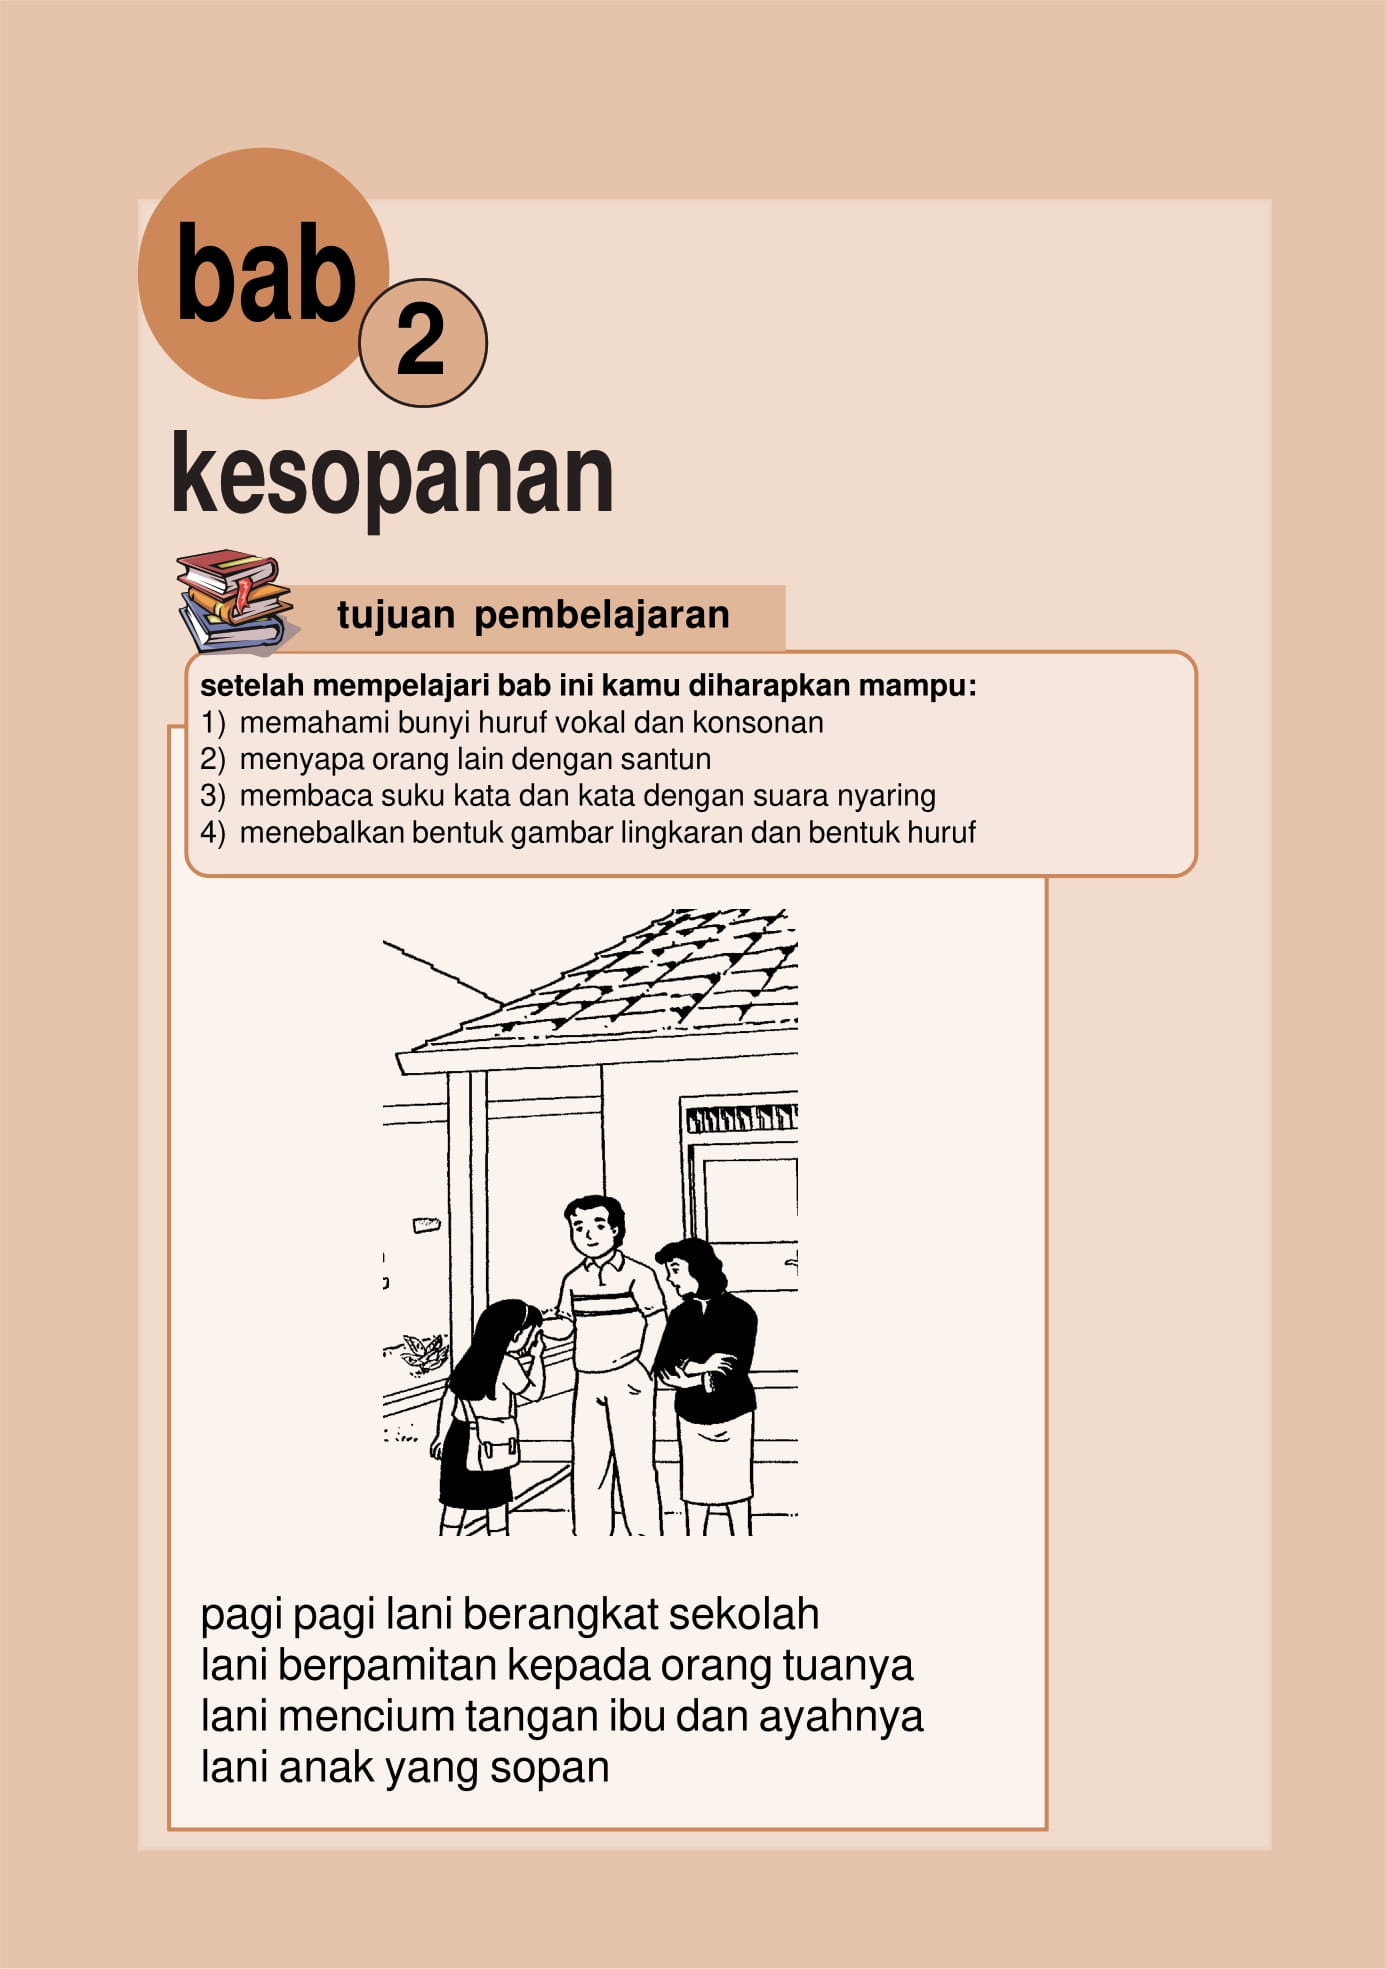 bab
2
kesopanan
tujuan pembelajaran
setelah mempelajari bab ini kamu diharapkan mampu:
1) memahami bunyi huruf vokal dan konsonan
2) menyapa orang lain dengan santun
3) membaca suku kata dan kata dengan suara nyaring
4) menebalkan bentuk gambar lingkaran dan bentuk huruf
pagi pagi lani berangkat sekolah
lani berpamitan kepada orang tuanya
lani mencium tangan ibu dan ayahnya
lani anak yang sopan